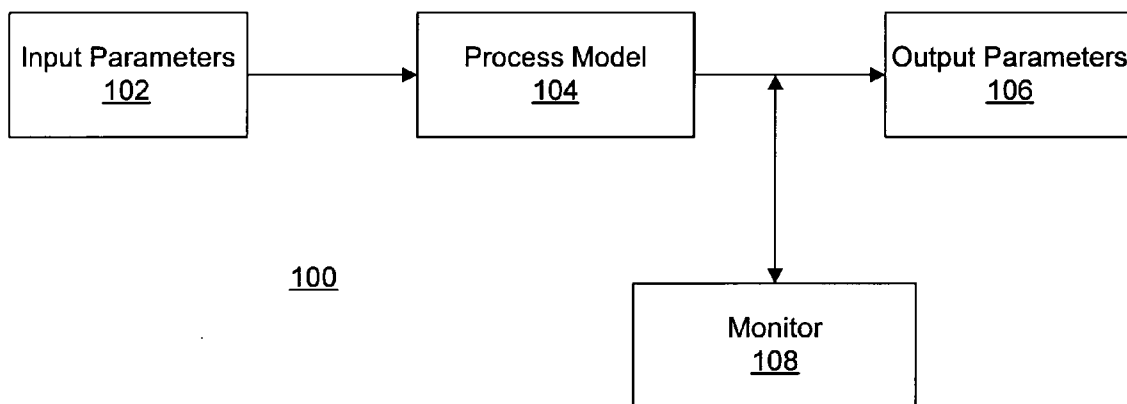 Input Parameters
102
Process Model
104
Output Parameters
106
100
Monitor
108